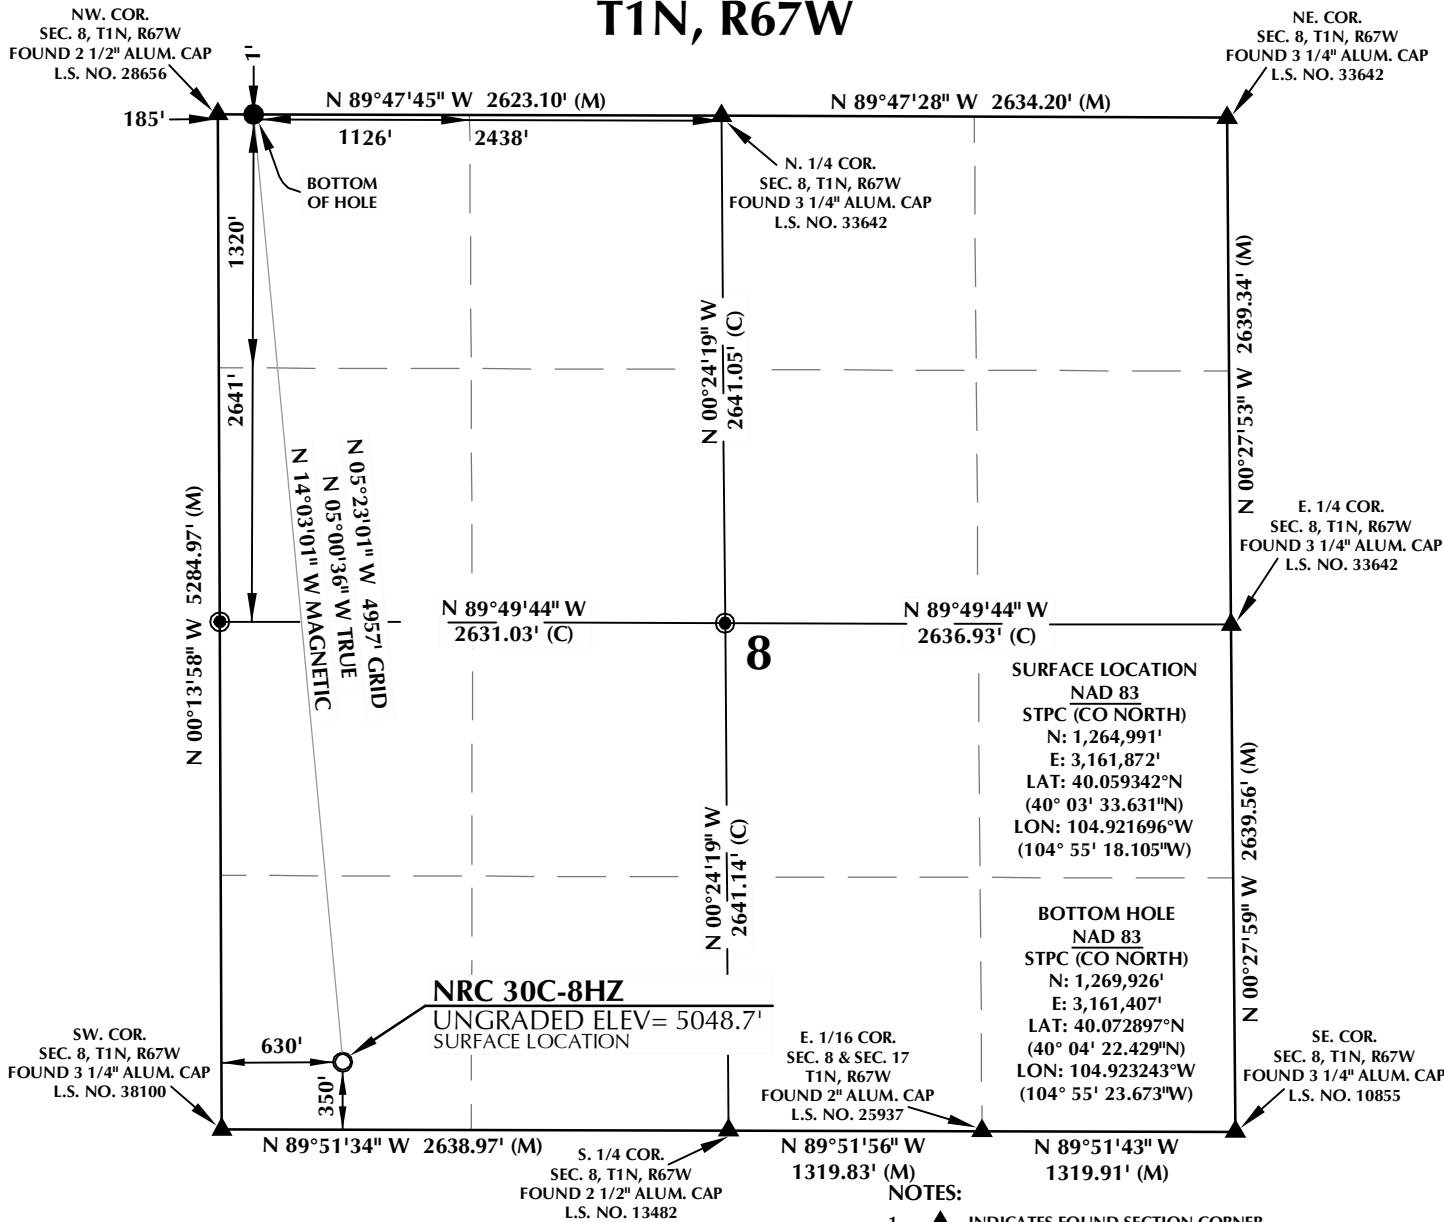 T1N, R67W
NW. COR.
SEC. 8, T1N, R67W
FOUND 2 1/2" ALUM. CAP
L.S. NO. 28656
1'
NE. COR.
SEC. 8, T1N, R67W
FOUND 3 1/4" ALUM. CAP
L.S. NO. 33642
N 89°47'45" W 2623.10' (M)
N 89°47'28" W 2634.20' (M)
185'
1126'
2438'
BOTTOM
OF HOLE
N. 1/4 COR.
SEC. 8, T1N, R67W
FOUND 3 1/4" ALUM. CAP
L.S. NO. 33642
1320'
2641'
N 00°24'19" W
2641.05' (C)
N 00°27'53" W 2639.34' (M)
N 05°23'01" W 4957' GRID
N 05°00'36" W TRUE
N 14°03'01" W MAGNETIC
N 00°13'58" W 5284.97' (M)
E. 1/4 COR.
SEC. 8, T1N, R67W
FOUND 3 1/4" ALUM. CAP
L.S. NO. 33642
N 89°49'44" W
2631.03' (C)
N 89°49'44" W
2636.93' (C)
8
SURFACE LOCATION
NAD 83
STPC (CO NORTH)
N: 1,264,991'
E: 3,161,872'
LAT: 40.059342°N
(40° 03' 33.631"N)
LON: 104.921696°W
(104° 55' 18.105"W)
N 00°24'19" W
2641.14' (C)
N 00°27'59" W 2639.56' (M)
BOTTOM HOLE
NAD 83
STPC (CO NORTH)
N: 1,269,926'
E: 3,161,407'
LAT: 40.072897°N
(40° 04' 22.429"N)
LON: 104.923243°W
(104° 55' 23.673"W)
NRC 30C-8HZ
UNGRADED ELEV= 5048.7'
SURFACE LOCATION
SW. COR.
SEC. 8, T1N, R67W
FOUND 3 1/4" ALUM. CAP
L.S. NO. 38100
630'
350'
E. 1/16 COR.
SEC. 8 & SEC. 17
T1N, R67W
FOUND 2" ALUM. CAP
L.S. NO. 25937
SE. COR.
SEC. 8, T1N, R67W
FOUND 3 1/4" ALUM. CAP
L.S. NO. 10855
N 89°51'34" W 2638.97' (M)
S. 1/4 COR.
SEC. 8, T1N, R67W
FOUND 2 1/2" ALUM. CAP
L.S. NO. 13482
N 89°51'56" W
1319.83' (M)
N 89°51'43" W
1319.91' (M)
NOTES:
1. INDICATES FOUND SECTION CORNER